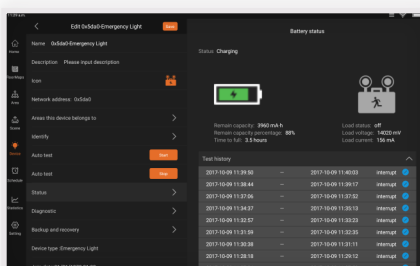 11:29AM
Edit 0x5da0-Emergency Light
Save
Battery status
Home
Area
Scene
Device
Schedule
Statistics
Setting
Name 0x5da0-Emergency Light
Description Please input description
Icon
Network address: 0x5da0
Areas this device belongs to
Identify
Auto test
Start
Auto test
Stop
Status
Diagnostic
Backup and recovery
Device type :Emergency Light
Status Charging
Remain capacity: 3960 mA·h
Remain capacity percentage: 88%
Time to full: 3.5 hours
Load status: off
Load voltage: 14020 mV
Load current: 156 mA
Test history
2017-10-09 11:39:50 -- 2017-10-09 11:40:03 interrupt
2017-10-09 11:38:44 -- 2017-10-09 11:39:17 interrupt
2017-10-09 11:37:06 -- 2017-10-09 11:37:52 interrupt
2017-10-09 11:34:37 -- 2017-10-09 11:35:13 interrupt
2017-10-09 11:32:57 -- 2017-10-09 11:33:23 interrupt
2017-10-09 11:31:59 -- 2017-10-09 11:32:35 interrupt
2017-10-09 11:30:38 -- 2017-10-09 11:31:11 interrupt
2017-10-09 11:28:18 -- 2017-10-09 11:29:12 interrupt